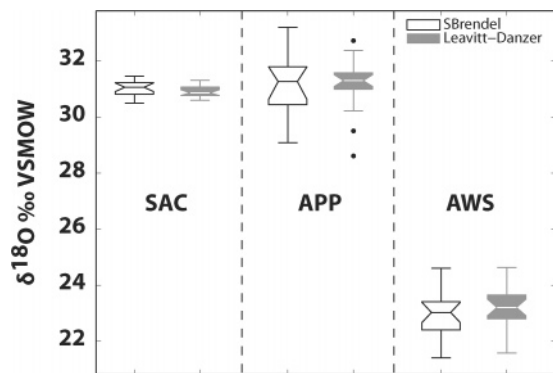 SBrendel
Leavitt–Danzer
32
30
28
26
24
22
δ18O ‰ VSMOW
SAC APP AWS